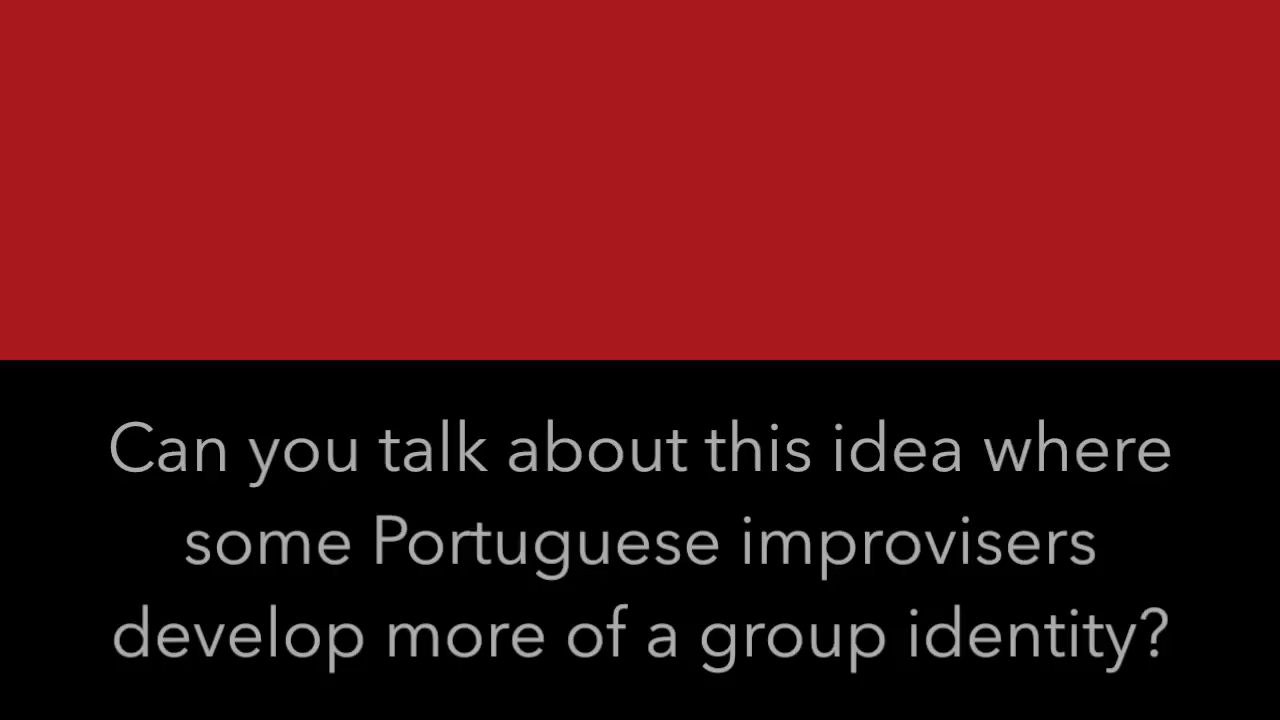 Can you talk about this idea where
some Portuguese improvisers
develop more of a group identity?